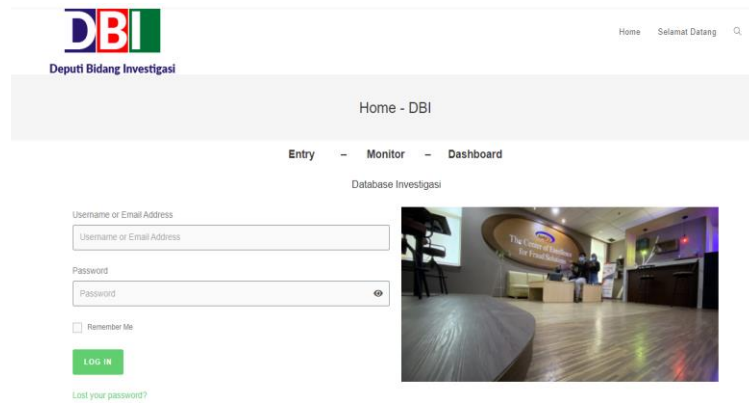 DBI
Deputi Bidang Investigasi
Home Selamat Datang
Home - DBI
Entry – Monitor – Dashboard
Database Investigasi
Username or Email Address
Username or Email Address
The Center of Excellence
for Fraud Solutions
Password
Password
Remember Me
LOG IN
Lost your password?